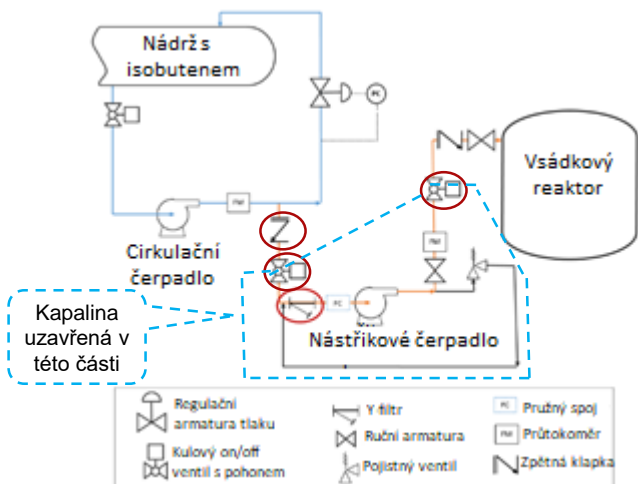 Nádrž s
isobutenem
PC
Vsádkový
reaktor
FM
FM
Cirkulační
čerpadlo
FC
Nástřikové čerpadlo
Kapalina
uzavřená v
této části
Regulační
armatura tlaku
Kulový on/off
ventil s pohonem
Y filtr
Ruční armatura
Pojistný ventil
FC
Pružný spoj
FM
Průtokoměr
Zpětná klapka